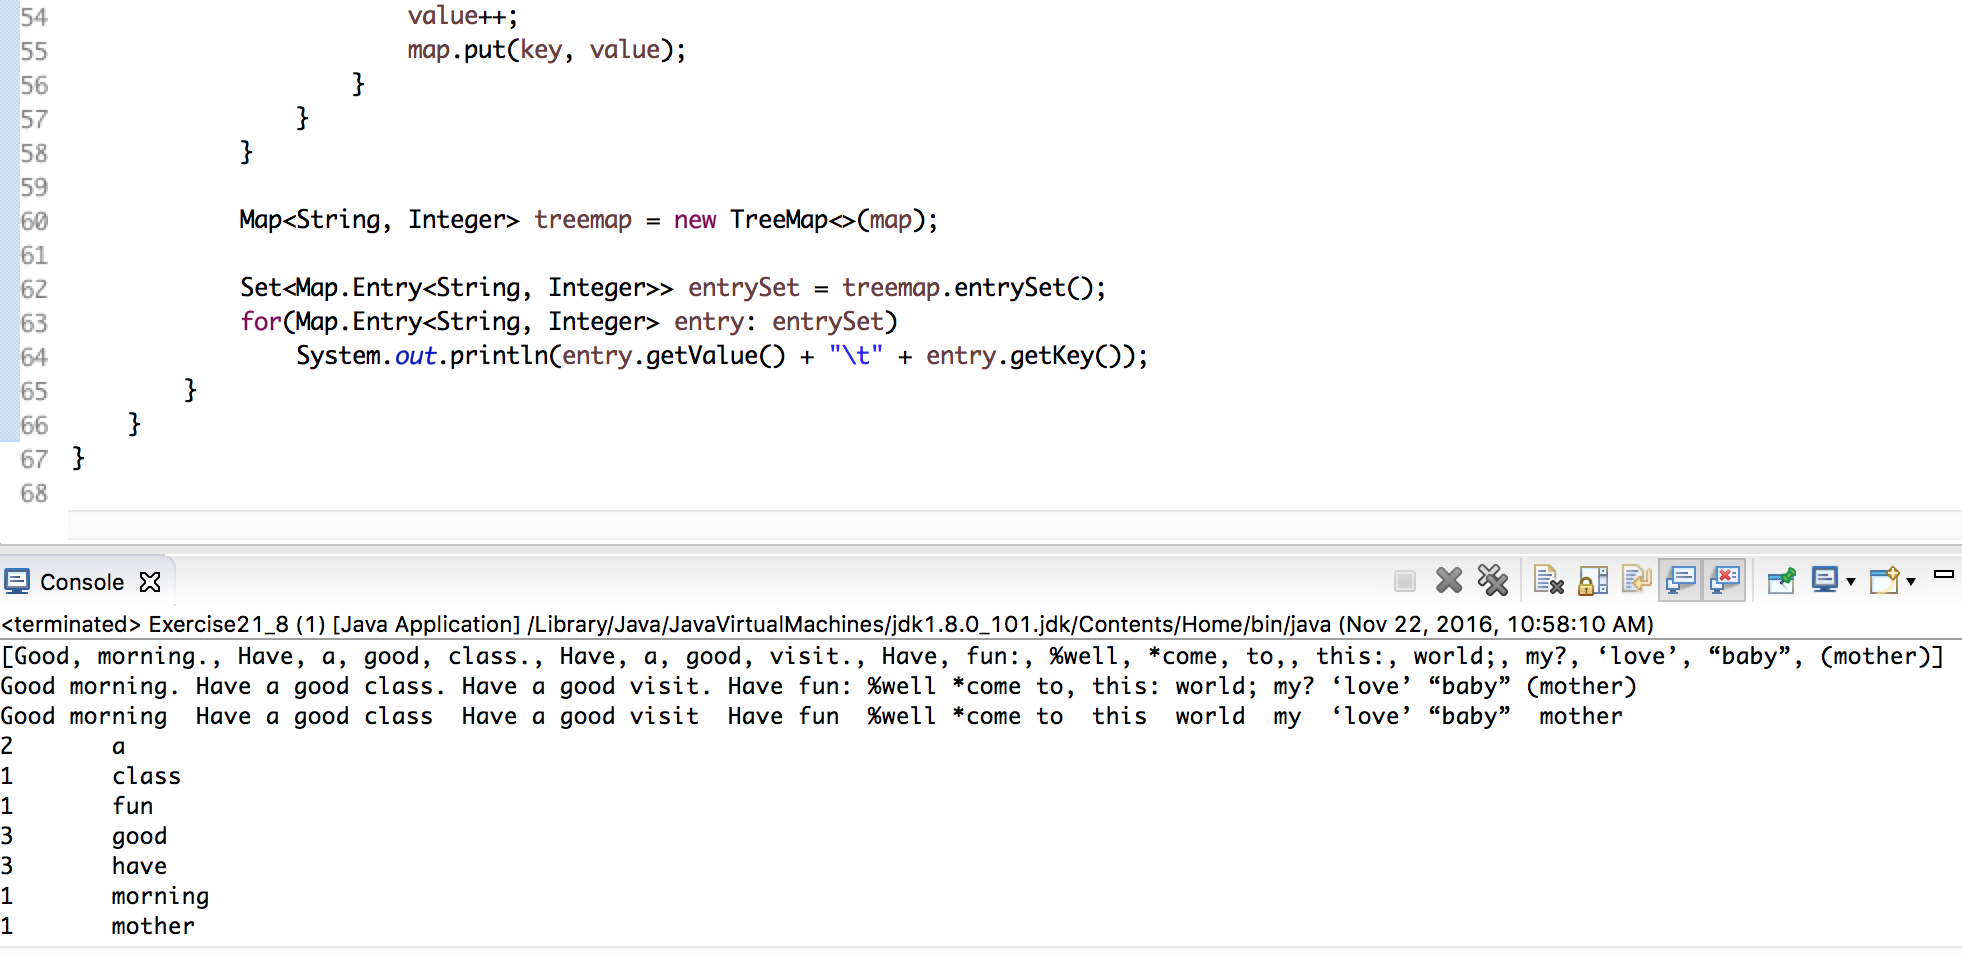 54 value++;
55 map.put(key, value);
56 }
57 }
58 }
59
60 Map<String, Integer> treemap = new TreeMap<>(map);
61
62 Set<Map.Entry<String, Integer>> entrySet = treemap.entrySet();
63 for(Map.Entry<String, Integer> entry: entrySet)
64 System.out.println(entry.getValue() + "\t" + entry.getKey());
65 }
66 }
67 }
68
Console
<terminated> Exercise21_8 (1) [Java Application] /Library/Java/JavaVirtualMachines/jdk1.8.0_101.jdk/Contents/Home/bin/java (Nov 22, 2016, 10:58:10 AM)
[Good, morning., Have, a, good, class., Have, a, good, visit., Have, fun:, %well, *come, to,, this:, world;, my?, ‘love’, “baby”, (mother)]
Good morning. Have a good class. Have a good visit. Have fun: %well *come to, this: world; my? ‘love’ “baby” (mother)
Good morning  Have a good class  Have a good visit  Have fun  %well *come to  this  world  my  ‘love’ “baby”  mother
2 a
1 class
1 fun
3 good
3 have
1 morning
1 mother